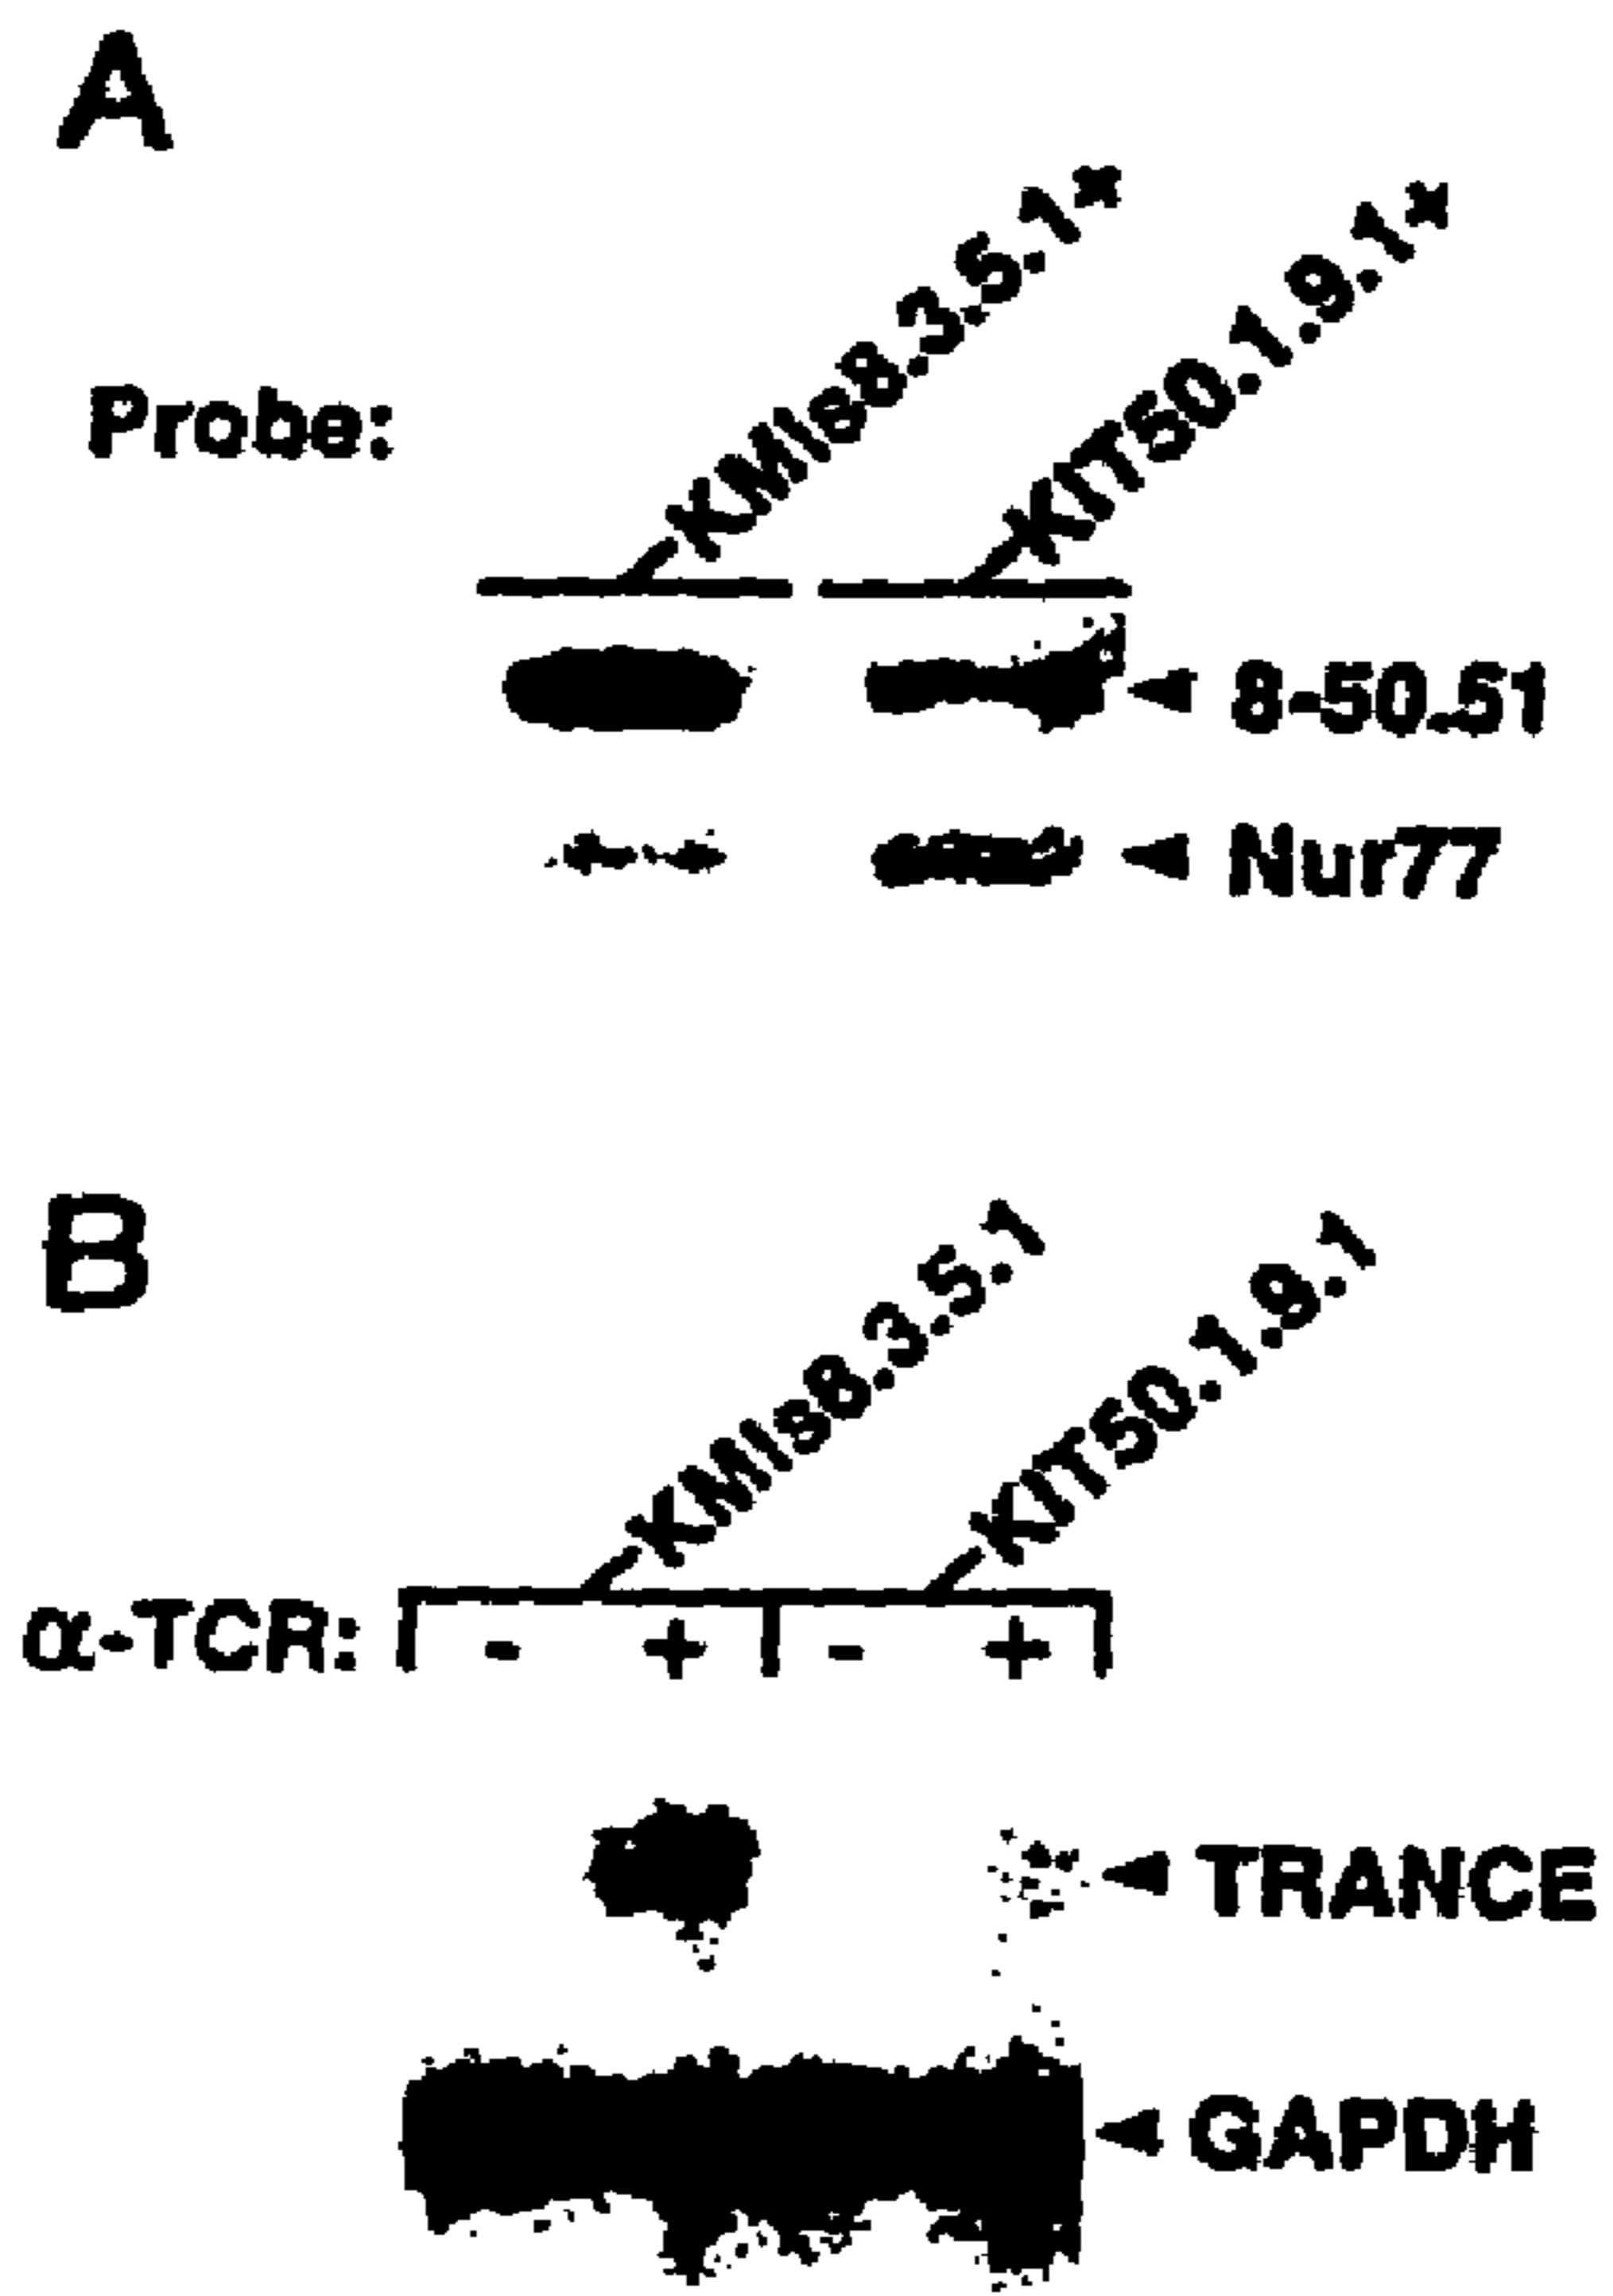 A
KMls8.3.5.1*
KIT50.1.9.1*
Probe:
8-50.51
Nur77
B
KMls8.3.5.1
KIT50.1.9.1
α-TCR: - + - +
TRANCE
GAPDH